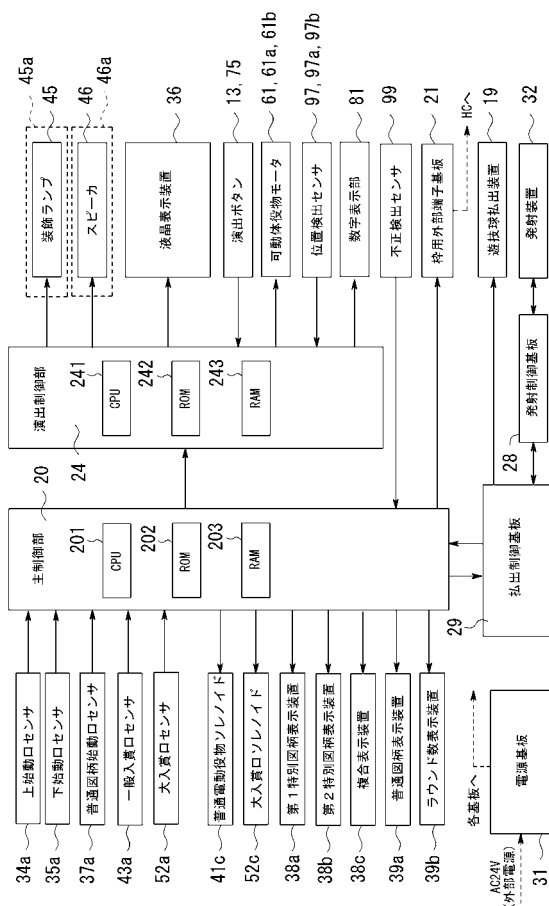 34a 上始動口センサ
35a 下始動口センサ
37a 普通図柄始動口センサ
43a 一般入賞口センサ
52a 大入賞口センサ
41c 普通電動役物ソレノイド
52c 大入賞口ソレノイド
38a 第1特別図柄表示装置
38b 第2特別図柄表示装置
38c 複合表示装置
39a 普通図柄表示装置
39b ラウンド数表示装置
20
主制御部
201
CPU
202
ROM
203
RAM
24
演出制御部
241
CPU
242
ROM
243
RAM
45a
装飾ランプ 45
46a
スピーカ 46
液晶表示装置 36
演出ボタン 13, 75
可動体役物モータ 61, 61a, 61b
位置検出センサ 97, 97a, 97b
数字表示部 81
不正検出センサ 99
枠用外部端子基板 21
HCへ
遊技球払出装置 19
発射装置 32
発射制御基板
28
払出制御基板
29
各基板へ
電源基板
31
AC24V
(外部電源)